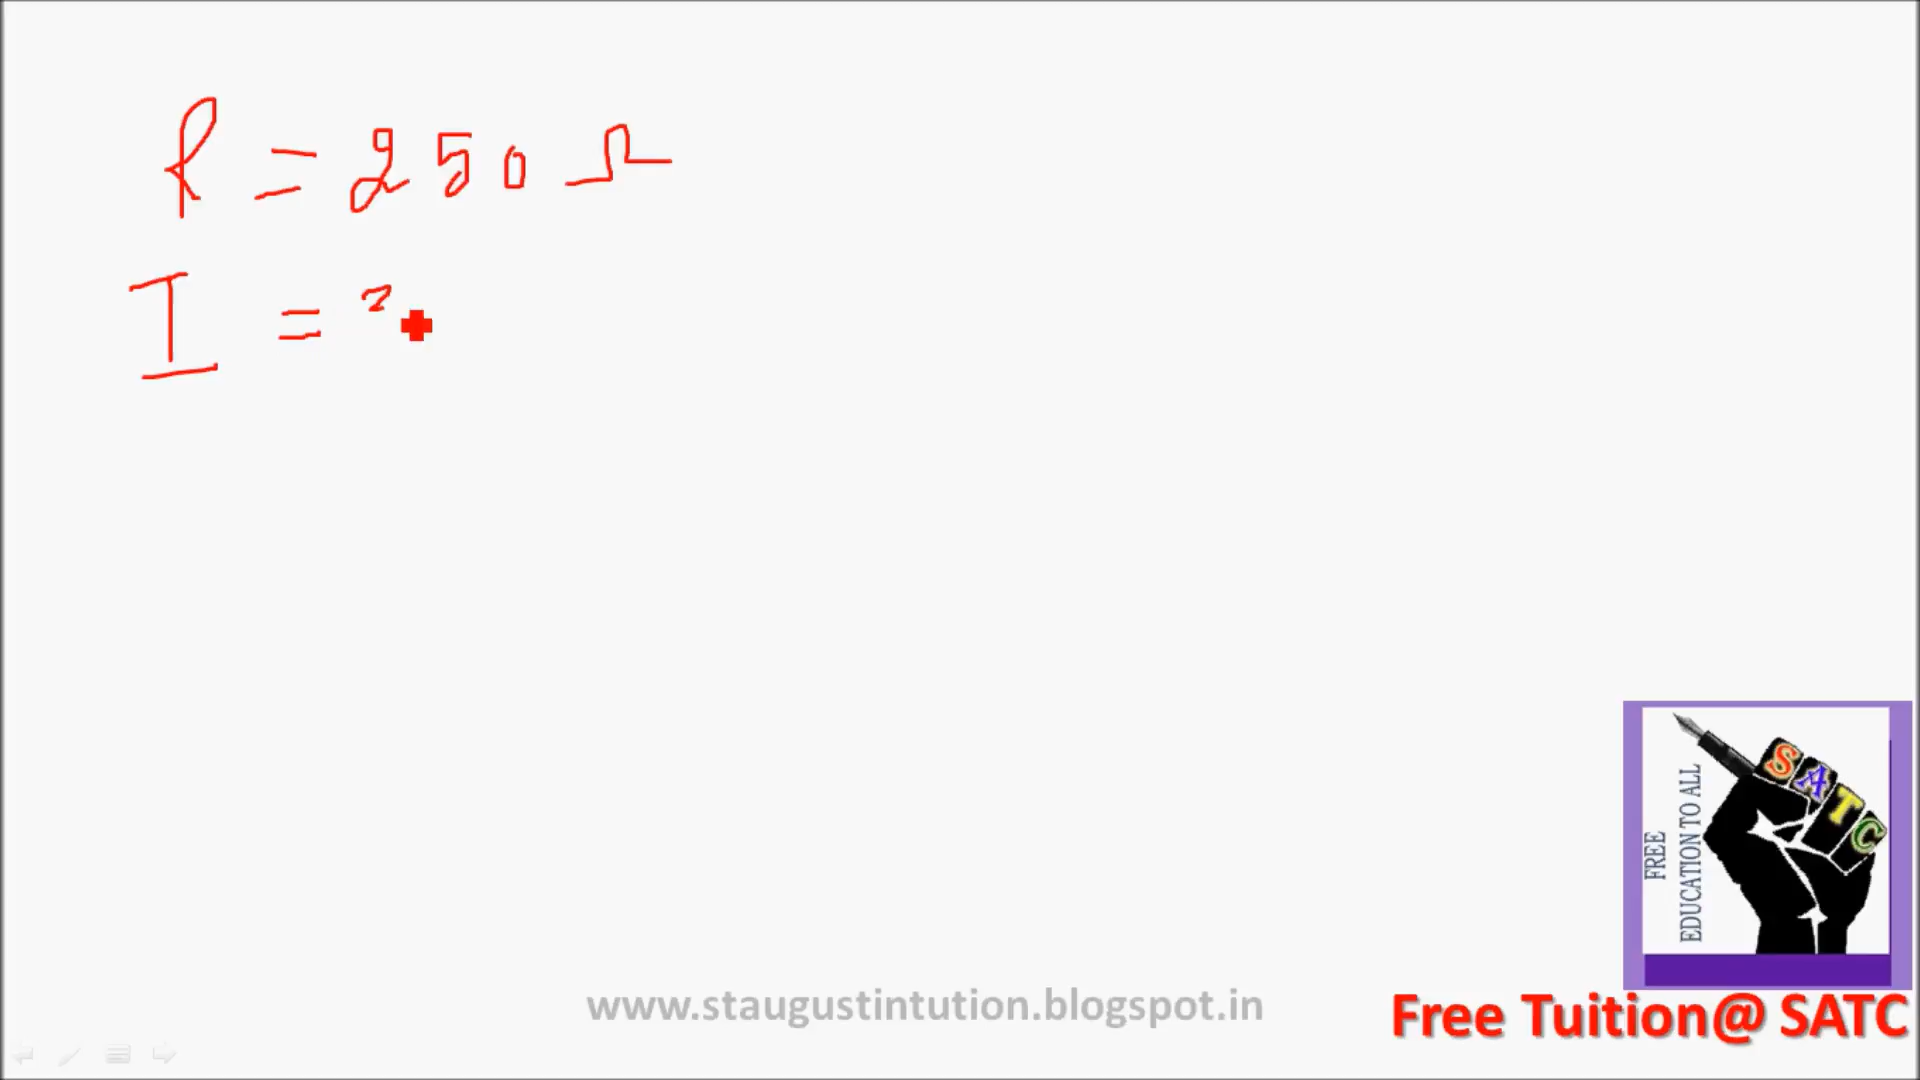 R = 250 Ω
I =
SATC
FREE
EDUCATION TO ALL
www.staugustintution.blogspot.in
Free Tuition@ SATC